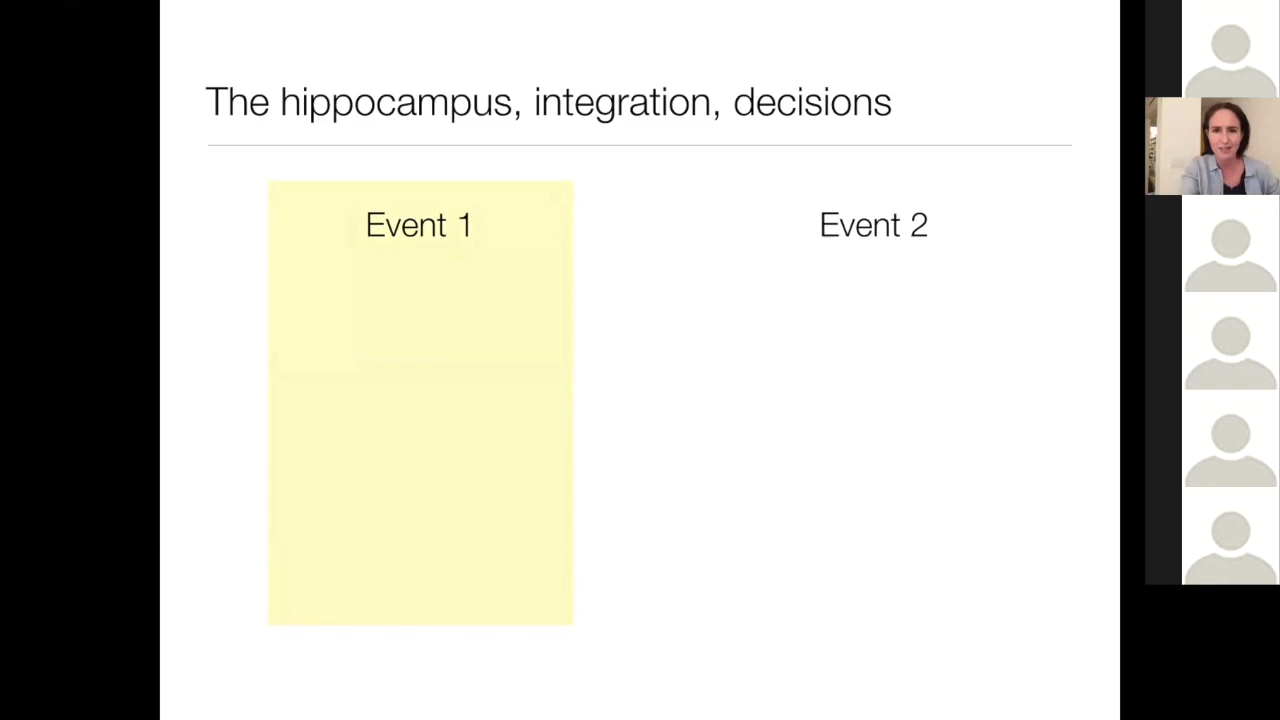 The hippocampus, integration, decisions
Event 1
Event 2